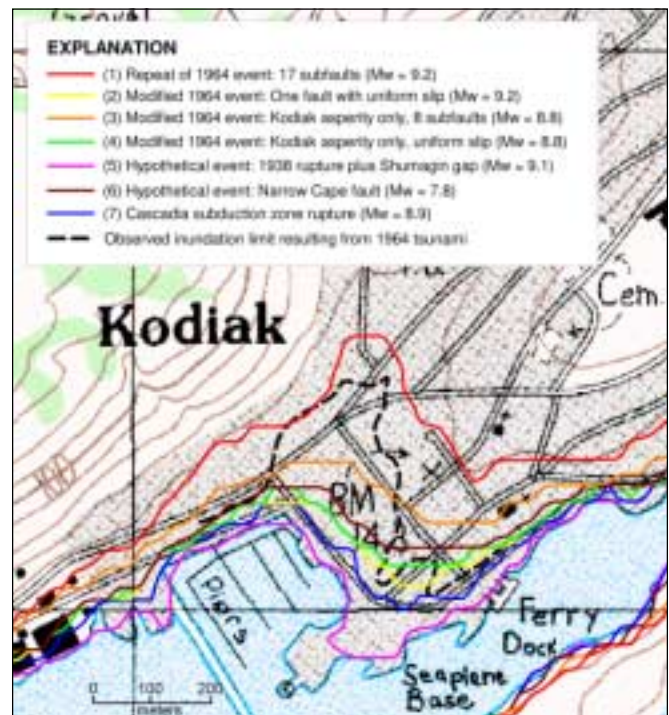 EXPLANATION
(1) Repeat of 1964 event: 17 subfaults (Mw = 9.2)
(2) Modified 1964 event: One fault with uniform slip (Mw = 9.2)
(3) Modified 1964 event: Kodiak asperity only, 8 subfaults (Mw = 8.8)
(4) Modified 1964 event: Kodiak asperity only, uniform slip (Mw = 8.8)
(5) Hypothetical event: 1938 rupture plus Shumagin gap (Mw = 9.1)
(6) Hypothetical event: Narrow Cape fault (Mw = 7.8)
(7) Cascadia subduction zone rupture (Mw = 8.9)
Observed inundation limit resulting from 1964 tsunami
Cem
Kodiak
BM
Piers
Ferry
Dock
Seaplane
Base
0 100 200
meters